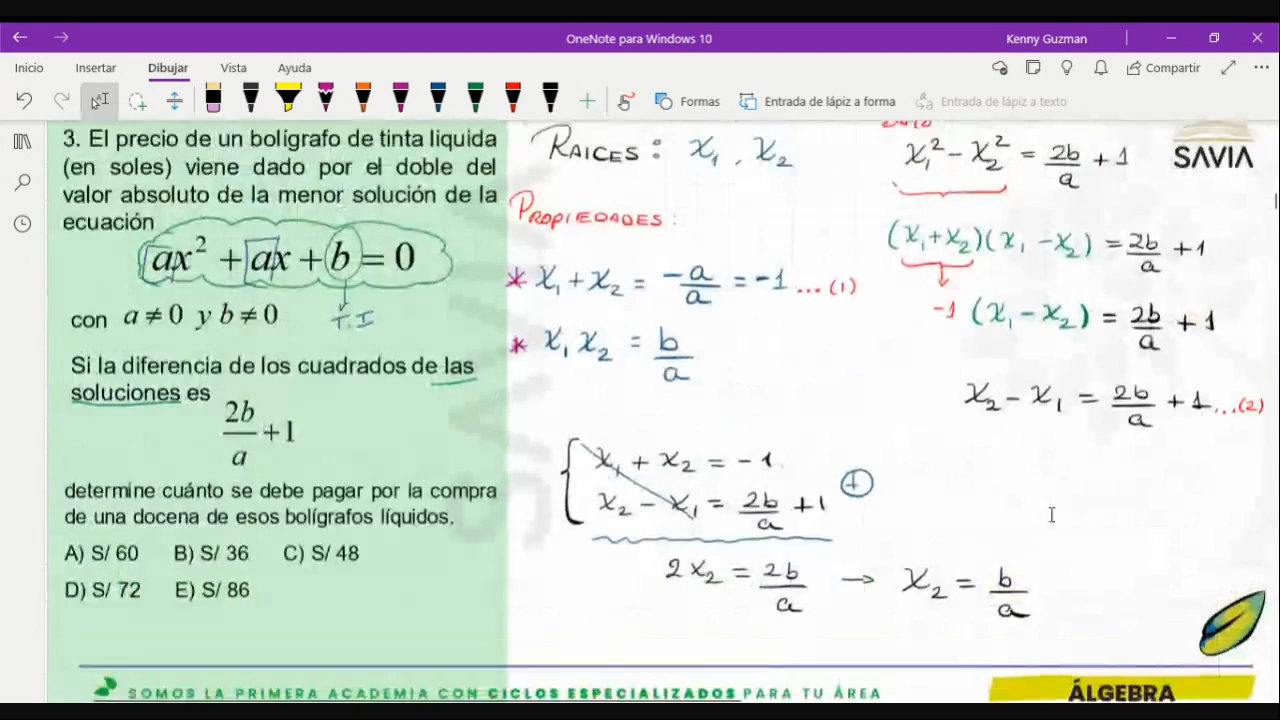 OneNote para Windows 10
Kenny Guzman
Inicio Insertar Dibujar Vista Ayuda
Compartir
Formas
Entrada de lápiz a forma
Entrada de lápiz a texto
3. El precio de un bolígrafo de tinta liquida
(en soles) viene dado por el doble del
valor absoluto de la menor solución de la
ecuación
ax² + ax + b = 0
con a ≠ 0 y b ≠ 0
T.I
Si la diferencia de los cuadrados de las
soluciones es
2b/a + 1
determine cuánto se debe pagar por la compra
de una docena de esos bolígrafos líquidos.
A) S/ 60 B) S/ 36 C) S/ 48
D) S/ 72 E) S/ 86
RAICES: x₁, x₂
PROPIEDADES:
* x₁ + x₂ = -a/a = -1 ...(1)
* x₁ x₂ = b/a
x₁ + x₂ = -1
x₂ - x₁ = 2b/a + 1
(+)
2x₂ = 2b/a → x₂ = b/a
x₁² - x₂² = 2b/a + 1
(x₁+x₂)(x₁-x₂) = 2b/a + 1
-1 (x₁-x₂) = 2b/a + 1
x₂ - x₁ = 2b/a + 1 ...(2)
SAVIA
SOMOS LA PRIMERA ACADEMIA CON CICLOS ESPECIALIZADOS PARA TU ÁREA
ÁLGEBRA